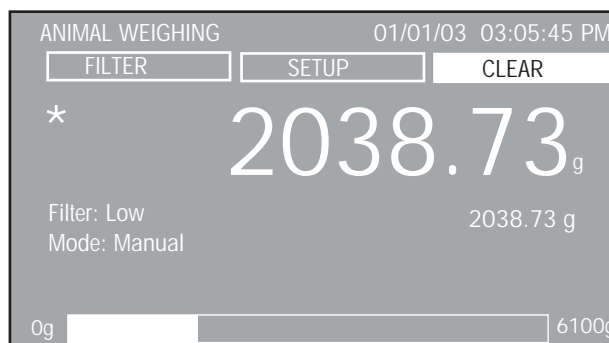 ANIMAL WEIGHING 01/01/03 03:05:45 PM
FILTER SETUP CLEAR
* 2038.73 g
Filter: Low 2038.73 g
Mode: Manual
0g 6100g